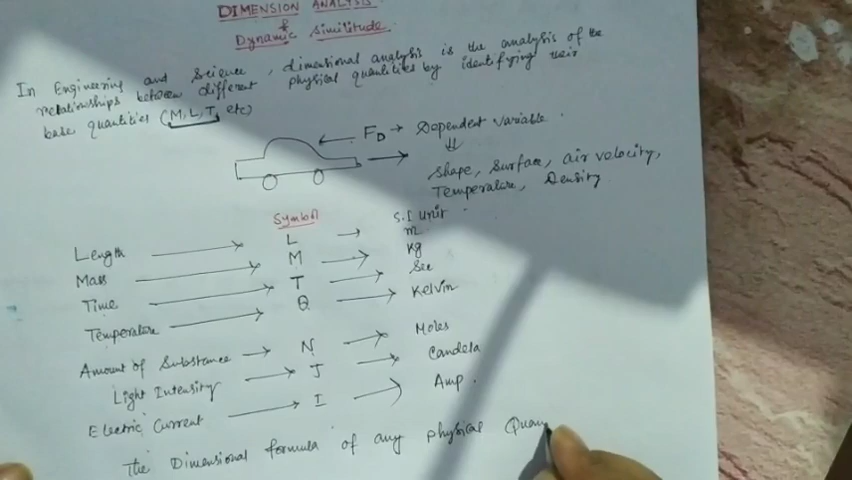 DIMENSION ANALYSIS
&
Dynamic similitude.
In Engineering and Science, dimensional analysis is the analysis of the
relationships between different physical quantities by identifying their
base quantities (M, L, T, etc)
FD → Dependent variable.
⇓
shape, surface, air velocity,
Temperature, Density
Symbol S.I Unit
Length → L → m
Mass → M → kg
Time → T → Sec
Temperature → θ → Kelvin
Amount of Substance → N → Moles
Light Intensity → J → Candela
Electric Current → I → Amp.
The Dimensional formula of any physical Quan